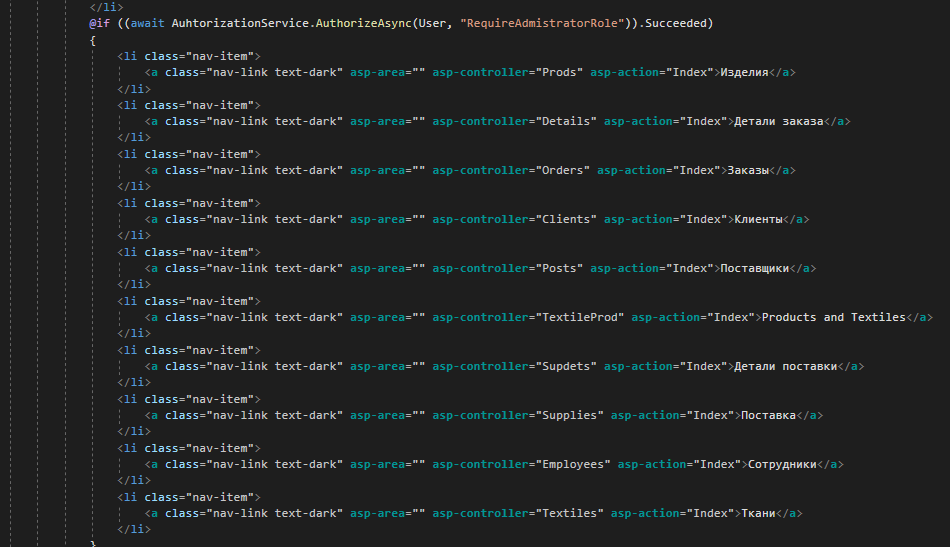 </li>
@if ((await AuhtorizationService.AuthorizeAsync(User, "RequireAdmistratorRole")).Succeeded)
{
<li class="nav-item">
<a class="nav-link text-dark" asp-area="" asp-controller="Prods" asp-action="Index">Изделия</a>
</li>
<li class="nav-item">
<a class="nav-link text-dark" asp-area="" asp-controller="Details" asp-action="Index">Детали заказа</a>
</li>
<li class="nav-item">
<a class="nav-link text-dark" asp-area="" asp-controller="Orders" asp-action="Index">Заказы</a>
</li>
<li class="nav-item">
<a class="nav-link text-dark" asp-area="" asp-controller="Clients" asp-action="Index">Клиенты</a>
</li>
<li class="nav-item">
<a class="nav-link text-dark" asp-area="" asp-controller="Posts" asp-action="Index">Поставщики</a>
</li>
<li class="nav-item">
<a class="nav-link text-dark" asp-area="" asp-controller="TextileProd" asp-action="Index">Products and Textiles</a>
</li>
<li class="nav-item">
<a class="nav-link text-dark" asp-area="" asp-controller="Supdets" asp-action="Index">Детали поставки</a>
</li>
<li class="nav-item">
<a class="nav-link text-dark" asp-area="" asp-controller="Supplies" asp-action="Index">Поставка</a>
</li>
<li class="nav-item">
<a class="nav-link text-dark" asp-area="" asp-controller="Employees" asp-action="Index">Сотрудники</a>
</li>
<li class="nav-item">
<a class="nav-link text-dark" asp-area="" asp-controller="Textiles" asp-action="Index">Ткани</a>
</li>
}